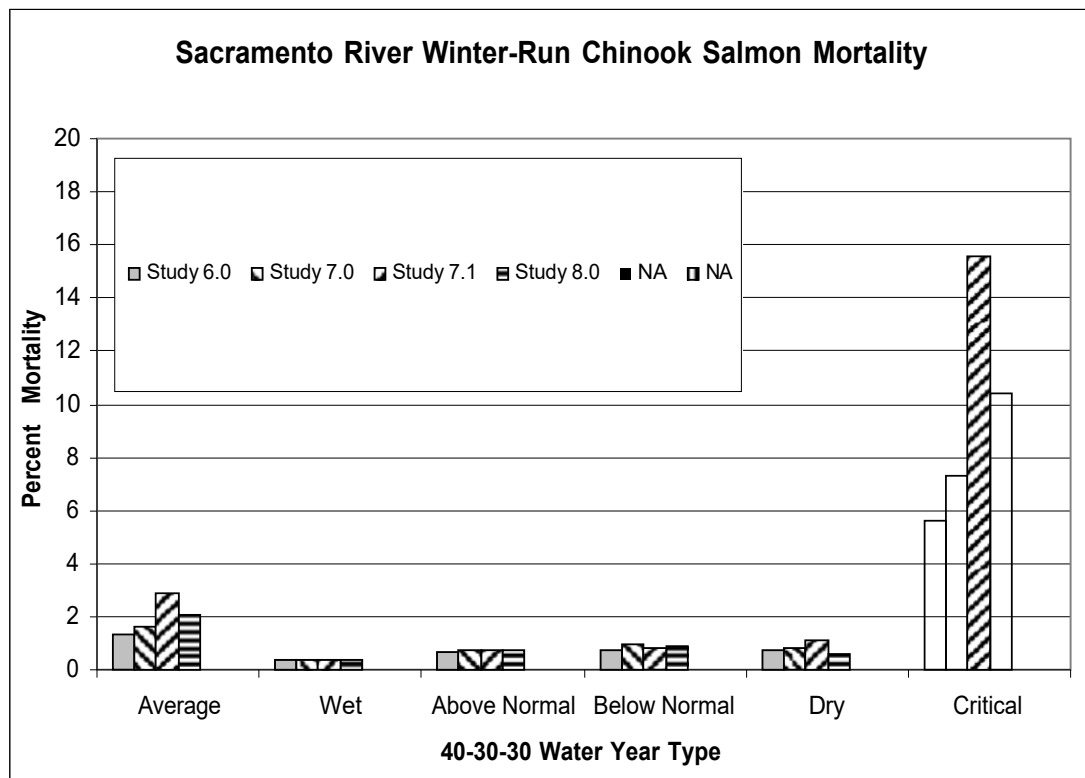 Sacramento River Winter-Run Chinook Salmon Mortality
20
18
16
14
12
10
8
6
4
2
0
Percent Mortality
Study 6.0 Study 7.0 Study 7.1 Study 8.0 NA NA
Average Wet Above Normal Below Normal Dry Critical
40-30-30 Water Year Type